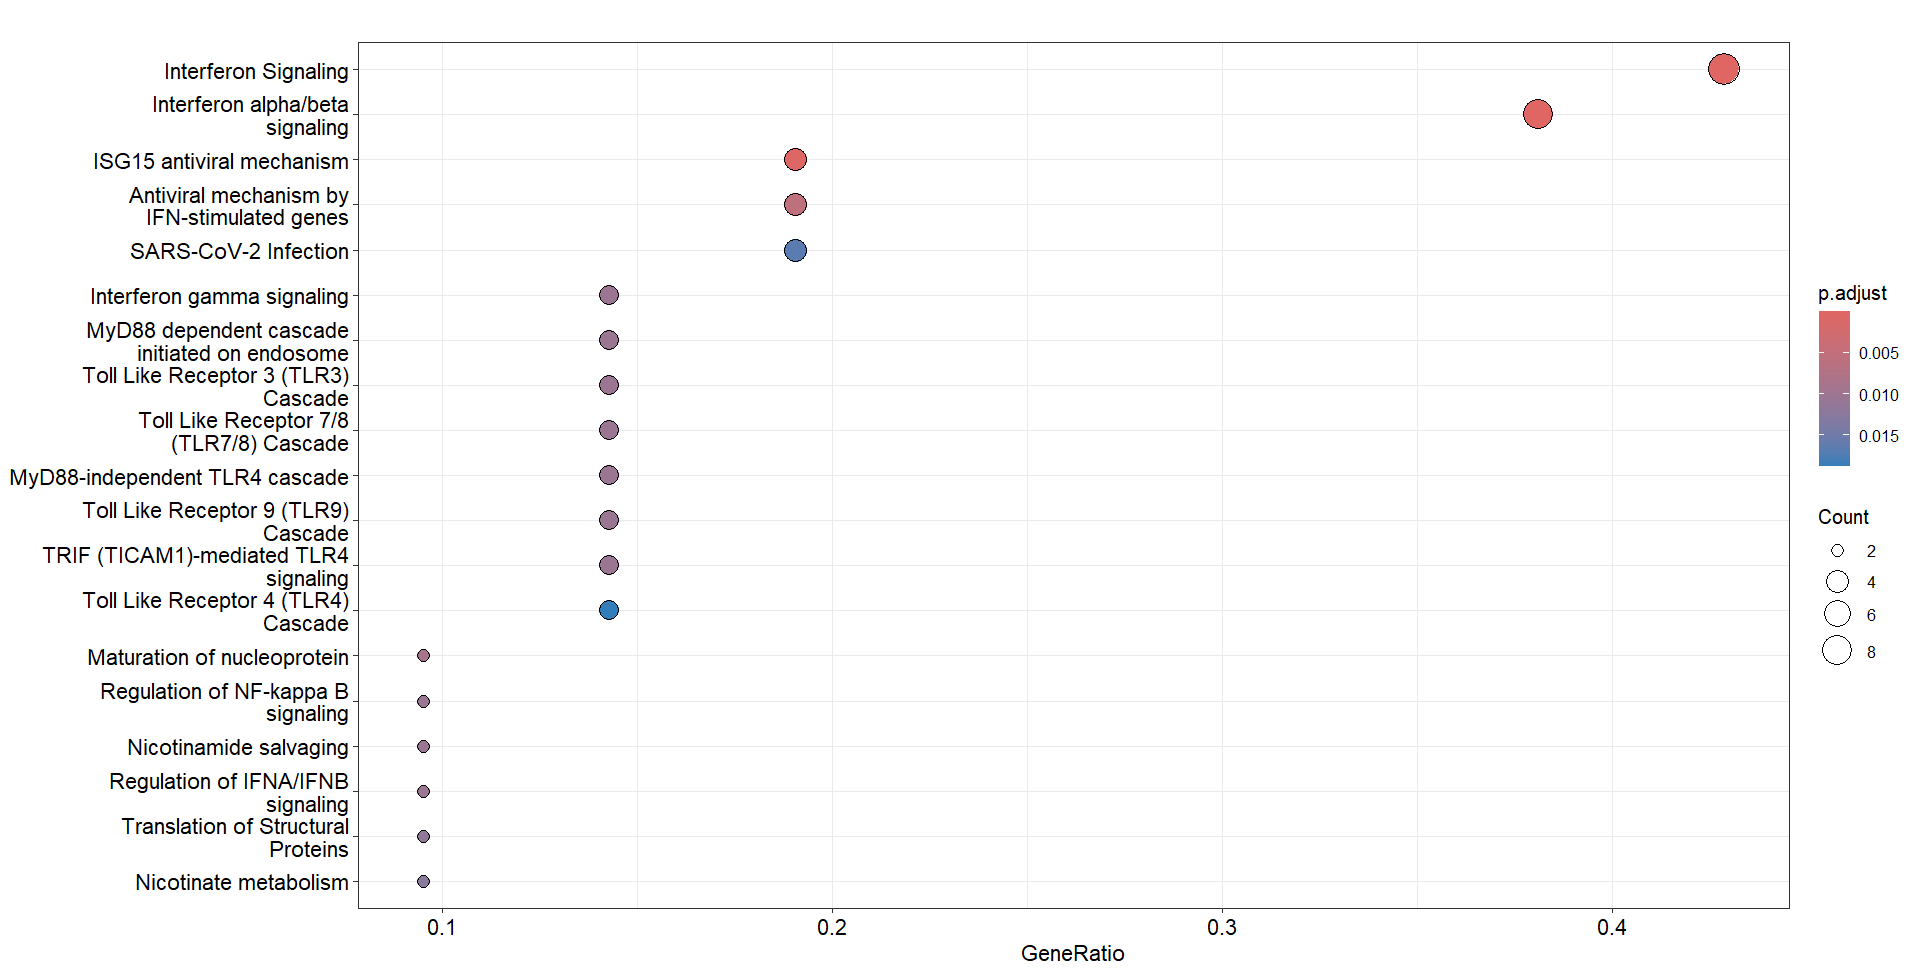 Interferon Signaling
Interferon alpha/beta
signaling
ISG15 antiviral mechanism
Antiviral mechanism by
IFN-stimulated genes
SARS-CoV-2 Infection
Interferon gamma signaling
MyD88 dependent cascade
initiated on endosome
Toll Like Receptor 3 (TLR3)
Cascade
Toll Like Receptor 7/8
(TLR7/8) Cascade
MyD88-independent TLR4 cascade
Toll Like Receptor 9 (TLR9)
Cascade
TRIF (TICAM1)-mediated TLR4
signaling
Toll Like Receptor 4 (TLR4)
Cascade
Maturation of nucleoprotein
Regulation of NF-kappa B
signaling
Nicotinamide salvaging
Regulation of IFNA/IFNB
signaling
Translation of Structural
Proteins
Nicotinate metabolism
0.1
0.2
0.3
0.4
GeneRatio
p.adjust
0.005
0.010
0.015
Count
2
4
6
8